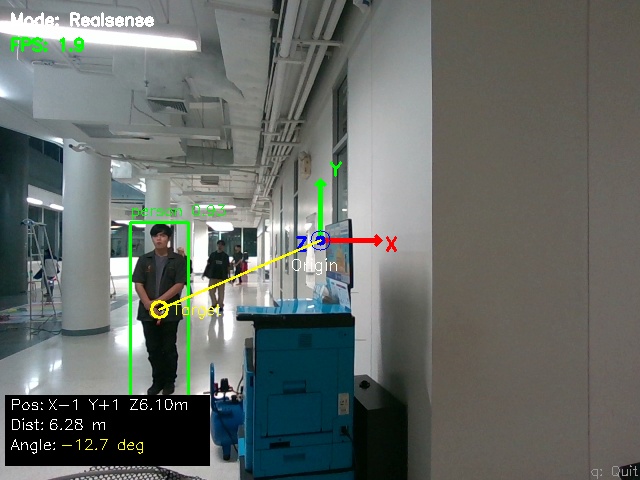 Mode: Realsense
FPS: 1.9
Y
person 0.93
Z
X
Origin
Target
Pos: X-1 Y+1 Z6.10m
Dist: 6.28 m
Angle: -12.7 deg
q: Quit